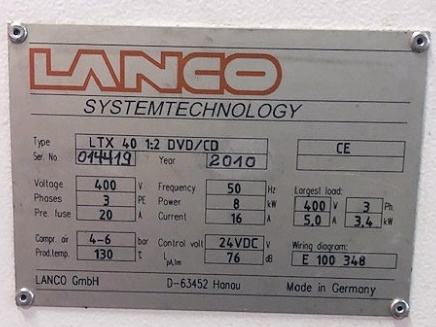 LANCO
SYSTEMTECHNOLOGY
Type LTX 40 1:2 DVD/CD CE
Ser. No. 014419 Year 2010
Voltage 400 V Frequency 50 Hz Largest load:
Phases 3 PE Power 8 kW 400 V 3 Ph.
Pre. fuse 20 A Current 16 A 5,0 A 3,4 kW
Compr. air 4-6 bar Control volt 24VDC V Wiring diagram:
Prod.temp. 130 t LpA,1m 76 dB E 100 348
LANCO GmbH D-63452 Hanau Made in Germany